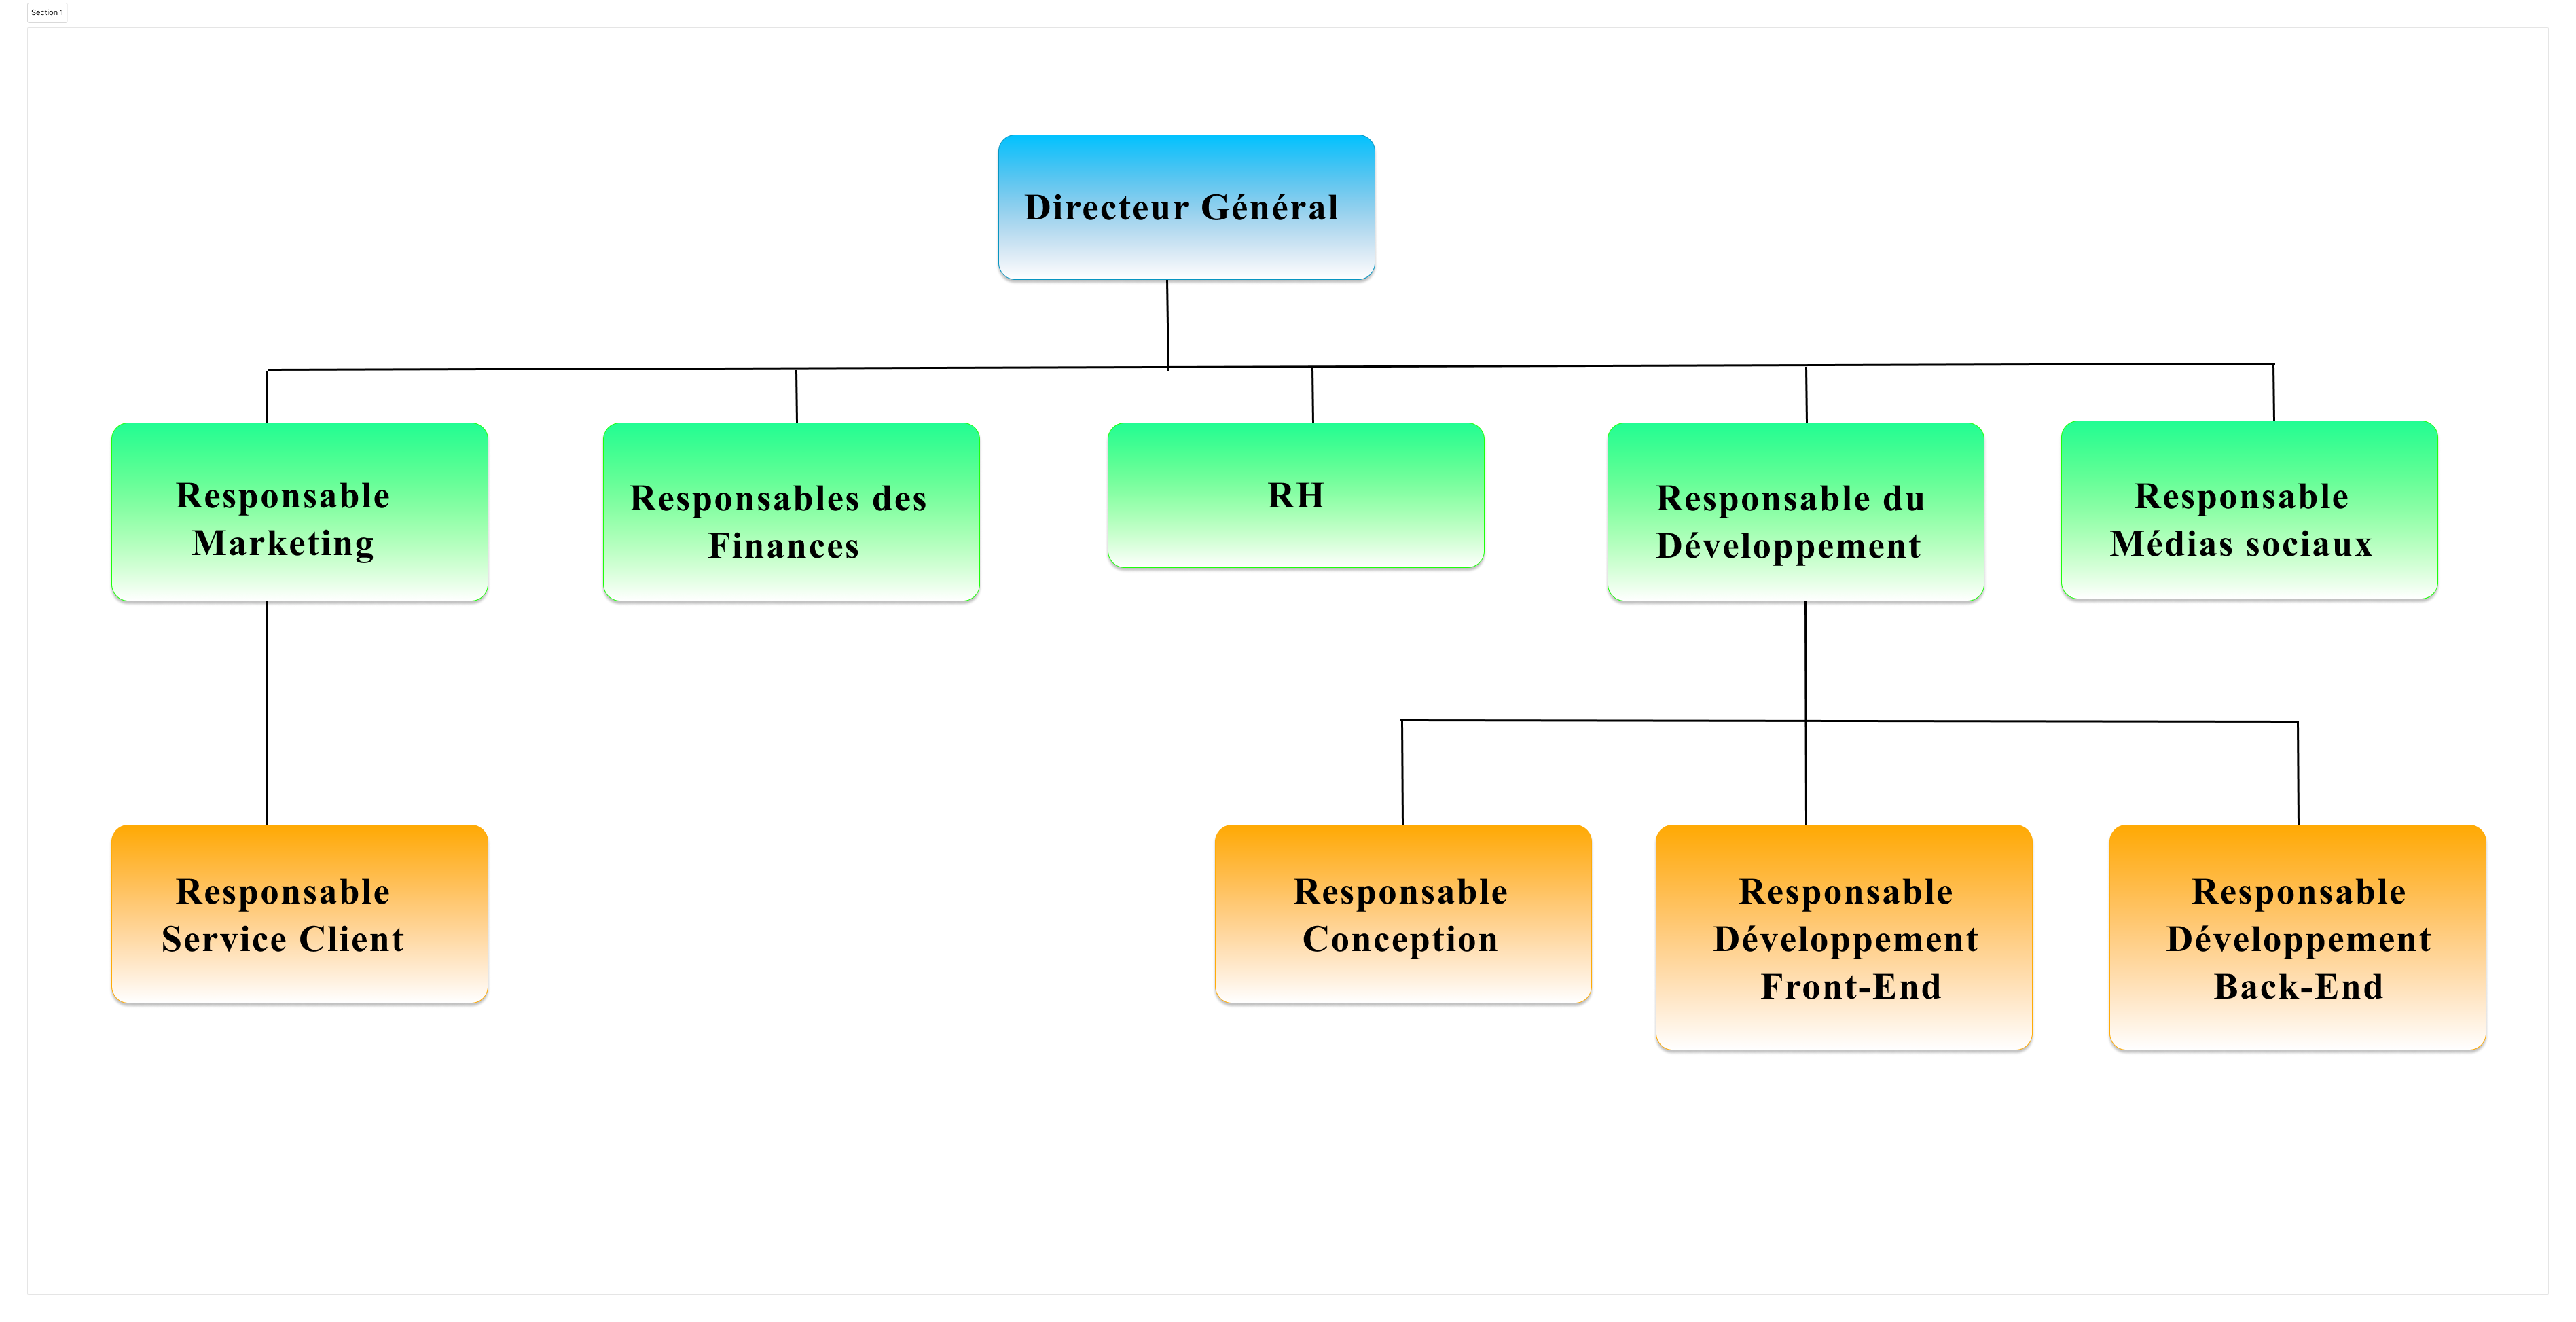 Section 1
Directeur Général
Responsable
Marketing
Responsables des
Finances
RH
Responsable du
Développement
Responsable
Médias sociaux
Responsable
Service Client
Responsable
Conception
Responsable
Développement
Front-End
Responsable
Développement
Back-End